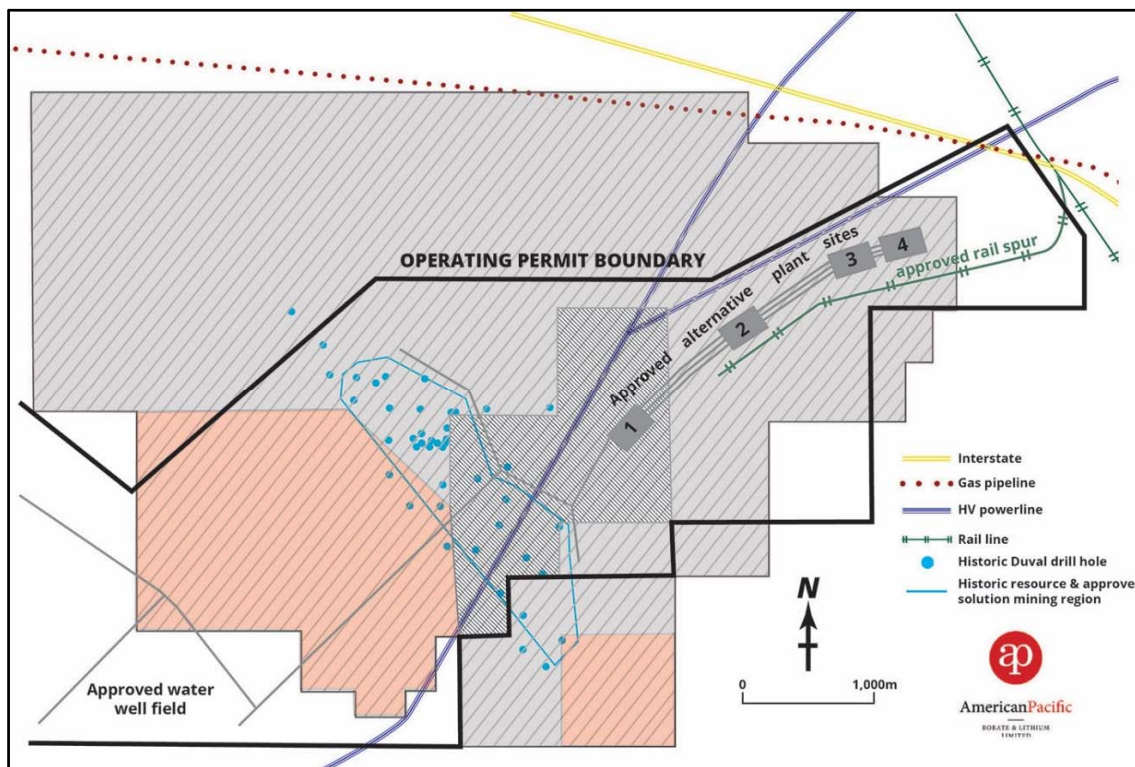 OPERATING PERMIT BOUNDARY
Approved alternative plant sites
1
2
3
4
approved rail spur
Interstate
Gas pipeline
HV powerline
Rail line
Historic Duval drill hole
Historic resource & approve
solution mining region
Approved water
well field
N
0 1,000m
ap
AmericanPacific
BORATE & LITHIUM
LIMITED